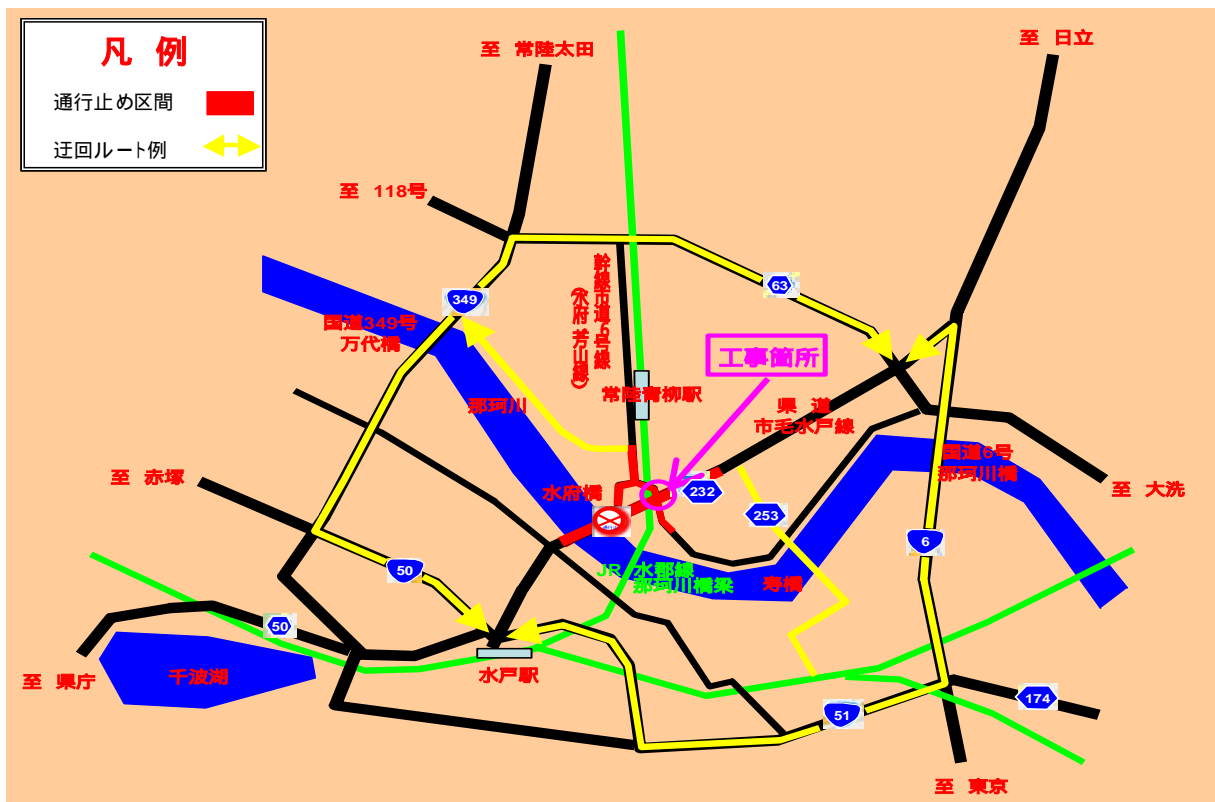 凡 例
通行止め区間
迂回ルート例
至 常陸太田
至 日立
至 118号
63
349
国道349号
万代橋
幹線市道6号線
(水府・芳山線)
工事箇所
那珂川
常陸青柳駅
県 道
市毛水戸線
国道6号
那珂川橋
至 赤塚
至 大洗
水府橋
232
253
6
50
JR 水郡線
那珂川橋梁
寿橋
50
至 県庁
千波湖
水戸駅
174
51
至 東京